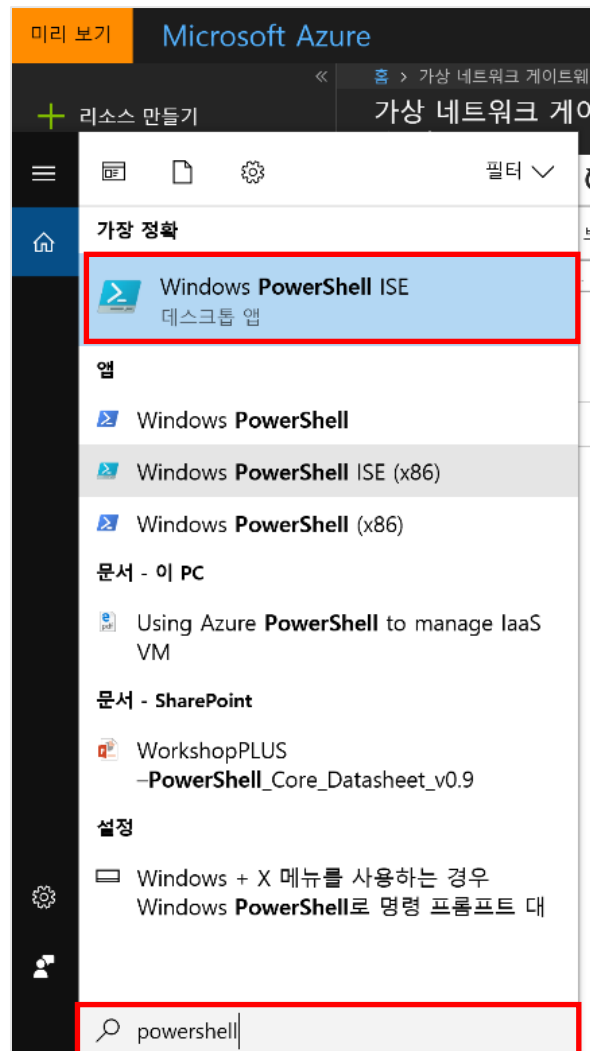 미리 보기
Microsoft Azure
홈 > 가상 네트워크 게이트웨
리소스 만들기
가상 네트워크 게이
필터
가장 정확
Windows PowerShell ISE
데스크톱 앱
앱
Windows PowerShell
Windows PowerShell ISE (x86)
Windows PowerShell (x86)
문서 - 이 PC
Using Azure PowerShell to manage IaaS
VM
문서 - SharePoint
WorkshopPLUS
–PowerShell_Core_Datasheet_v0.9
설정
Windows + X 메뉴를 사용하는 경우
Windows PowerShell로 명령 프롬프트 대
powershell